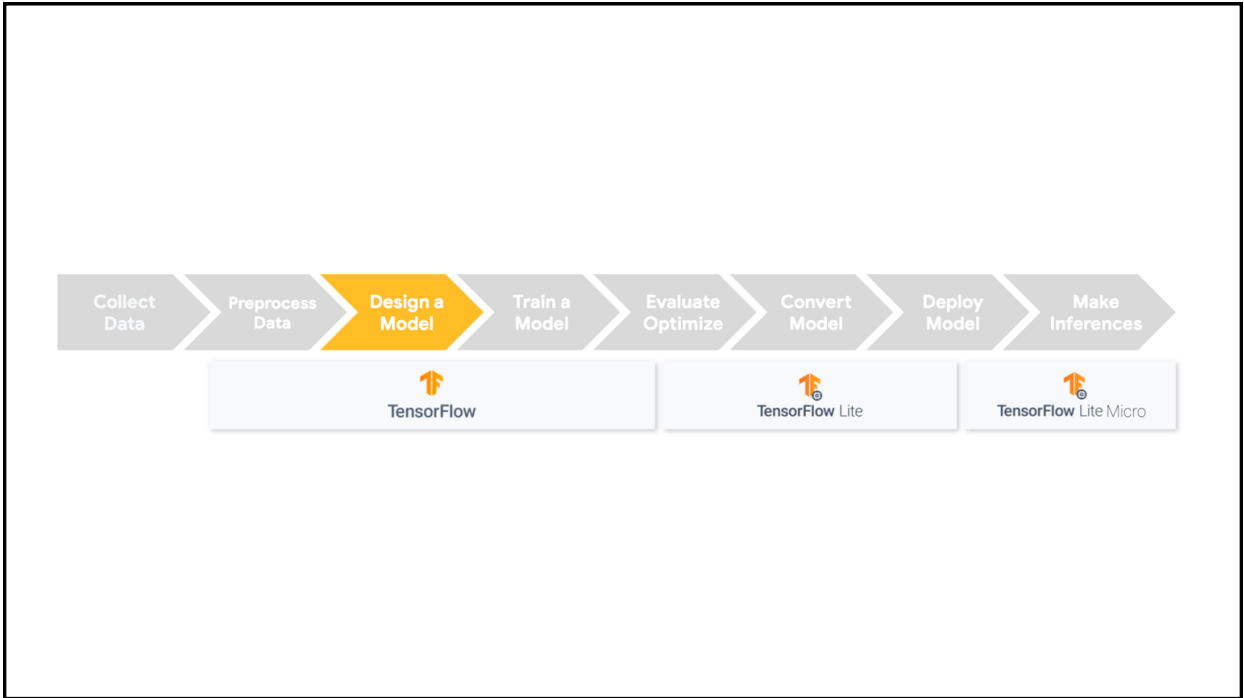 Collect
Data
Preprocess
Data
Design a
Model
Train a
Model
Evaluate
Optimize
Convert
Model
Deploy
Model
Make
Inferences
TensorFlow
TensorFlow Lite
TensorFlow Lite Micro